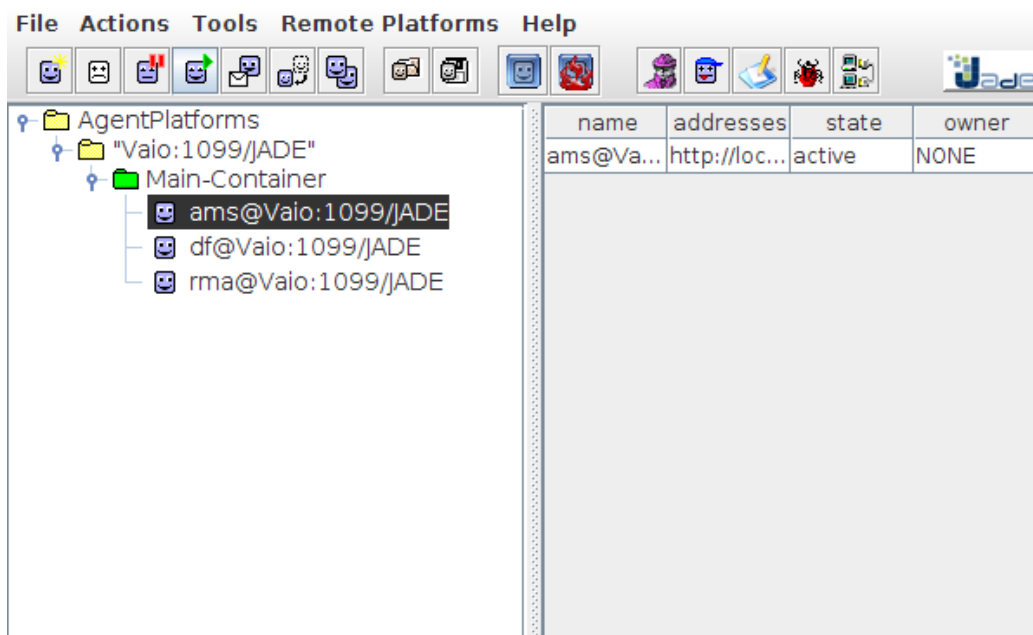 File Actions Tools Remote Platforms Help
Jade
AgentPlatforms
"Vaio:1099/JADE"
Main-Container
ams@Vaio:1099/JADE
df@Vaio:1099/JADE
rma@Vaio:1099/JADE
name addresses state owner
ams@Va... http://loc... active NONE